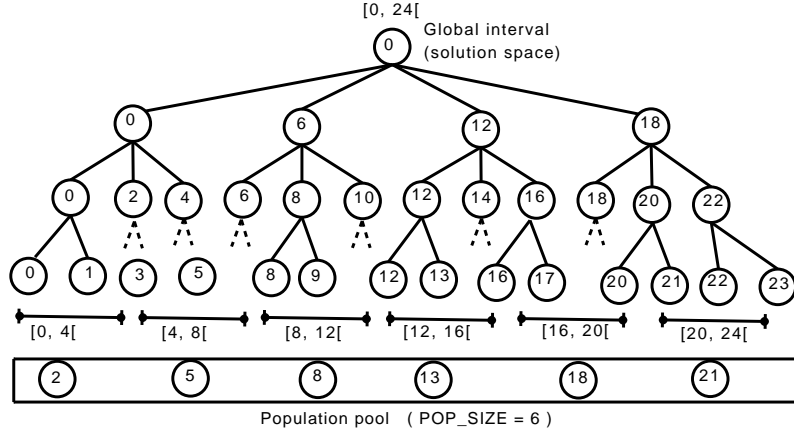 [0, 24[
Global interval
(solution space)
0
0 6 12 18
0 2 4 6 8 10 12 14 16 18 20 22
0 1 3 5 8 9 12 13 16 17 20 21 22 23
[0, 4[ [4, 8[ [8, 12[ [12, 16[ [16, 20[ [20, 24[
2 5 8 13 18 21
Population pool ( POP_SIZE = 6 )